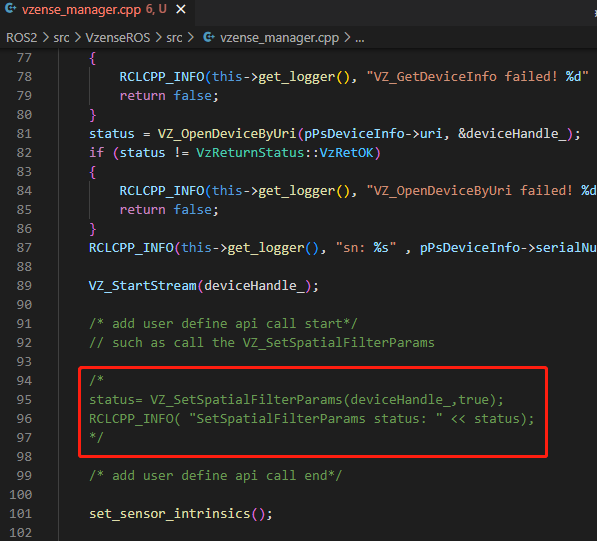 vzense_manager.cpp 6, U
ROS2 > src > VzenseROS > src > vzense_manager.cpp > ...
77 {
78 RCLCPP_INFO(this->get_logger(), "VZ_GetDeviceInfo failed! %d"
79 return false;
80 }
81 status = VZ_OpenDeviceByUri(pPsDeviceInfo->uri, &deviceHandle_);
82 if (status != VzReturnStatus::VzRetOK)
83 {
84 RCLCPP_INFO(this->get_logger(), "VZ_OpenDeviceByUri failed! %d
85 return false;
86 }
87 RCLCPP_INFO(this->get_logger(), "sn: %s" , pPsDeviceInfo->serialNu
88
89 VZ_StartStream(deviceHandle_);
90
91 /* add user define api call start*/
92 // such as call the VZ_SetSpatialFilterParams
93
94 /*
95 status= VZ_SetSpatialFilterParams(deviceHandle_,true);
96 RCLCPP_INFO( "SetSpatialFilterParams status: " << status);
97 */
98
99 /* add user define api call end*/
100
101 set_sensor_intrinsics();
102